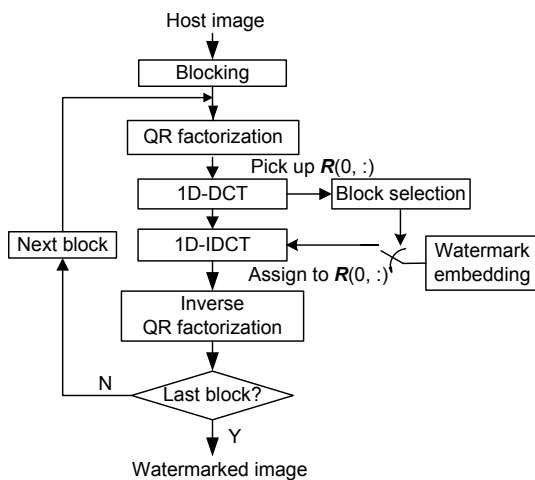 Host image
Blocking
QR factorization
Pick up R(0, :)
1D-DCT
Block selection
Next block
1D-IDCT
Watermark
embedding
Assign to R(0, :)'
Inverse
QR factorization
N
Last block?
Y
Watermarked image